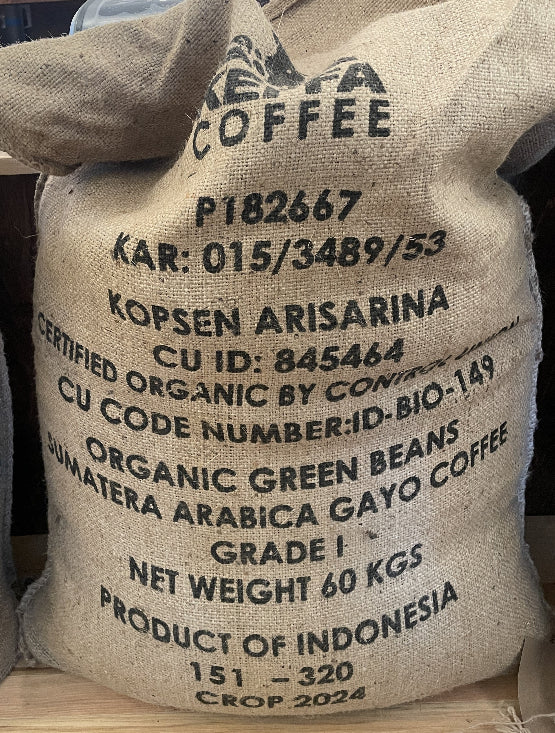 COFFEE
P182667
KAR: 015/3489/53
KOPSEN ARISARINA
CU ID: 845464
CERTIFIED ORGANIC BY CONTROL
CU CODE NUMBER:ID-BIO-149
ORGANIC GREEN BEANS
SUMATERA ARABICA GAYO COFFEE
GRADE I
NET WEIGHT 60 KGS
PRODUCT OF INDONESIA
151 - 320
CROP 2024